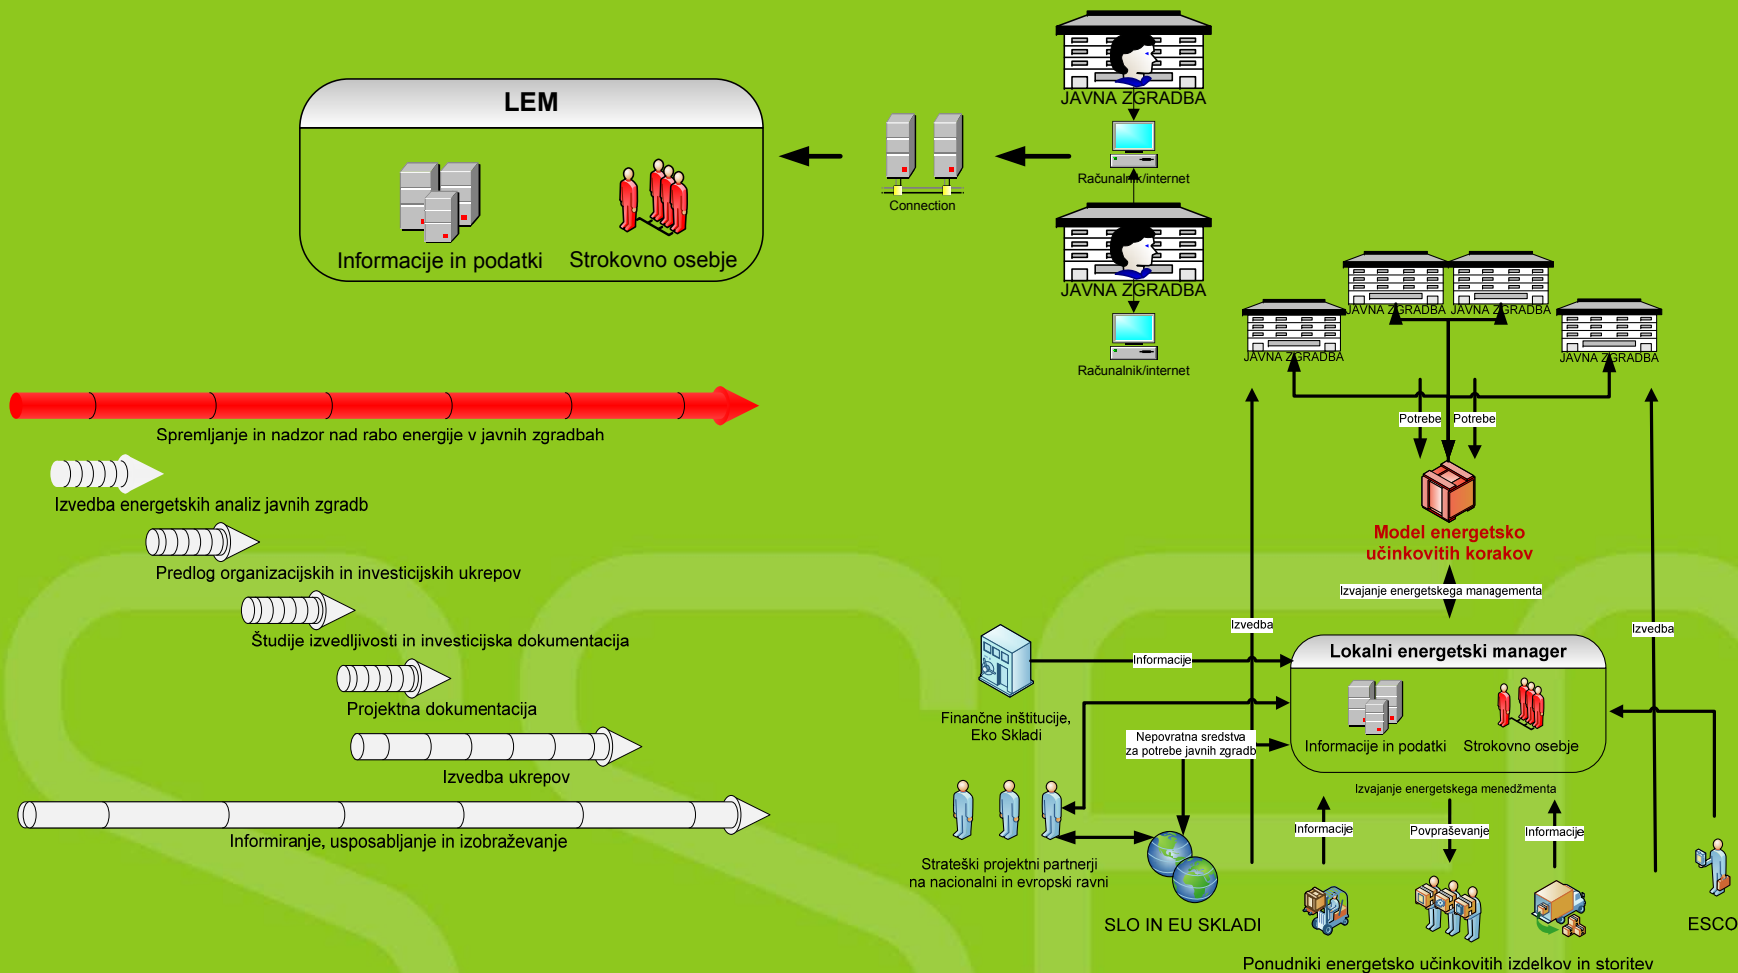 LEM
Informacije in podatki
Strokovno osebje
Connection
JAVNA ZGRADBA
Računalnik/internet
JAVNA ZGRADBA
Računalnik/internet
Spremljanje in nadzor nad rabo energije v javnih zgradbah
Izvedba energetskih analiz javnih zgradb
Predlog organizacijskih in investicijskih ukrepov
Študije izvedljivosti in investicijska dokumentacija
Projektna dokumentacija
Izvedba ukrepov
Informiranje, usposabljanje in izobraževanje
JAVNA ZGRADBA
JAVNA ZGRADBA
JAVNA ZGRADBA
JAVNA ZGRADBA
Potrebe
Potrebe
Model energetsko
učinkovitih korakov
Izvajanje energetskega managementa
Izvedba
Izvedba
Lokalni energetski manager
Informacije in podatki
Strokovno osebje
Informacije
Finančne inštitucije,
Eko Skladi
Nepovratna sredstva
za potrebe javnih zgradb
Izvajanje energetskega menedžmenta
Informacije
Povpraševanje
Informacije
Strateški projektni partnerji
na nacionalni in evropski ravni
SLO IN EU SKLADI
ESCO
Ponudniki energetsko učinkovitih izdelkov in storitev